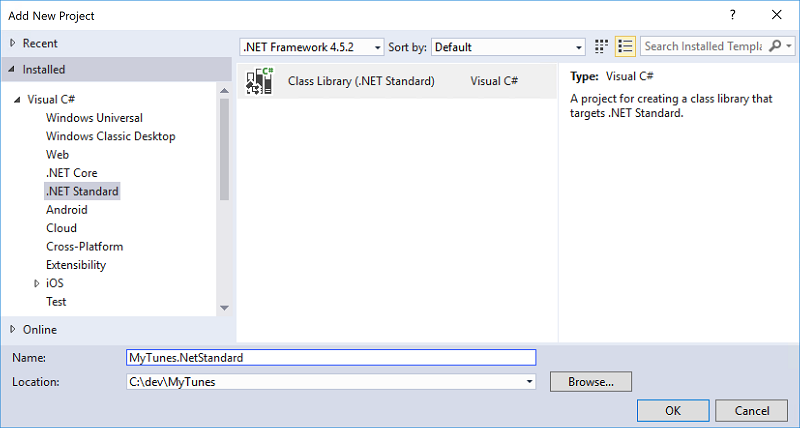 Add New Project
?
Recent
Installed
Visual C#
Windows Universal
Windows Classic Desktop
Web
.NET Core
.NET Standard
Android
Cloud
Cross-Platform
Extensibility
iOS
Test
Online
.NET Framework 4.5.2 Sort by: Default
Search Installed Templa
C#
Class Library (.NET Standard) Visual C#
Type: Visual C#
A project for creating a class library that
targets .NET Standard.
Name: MyTunes.NetStandard
Location: C:\dev\MyTunes
Browse...
OK Cancel